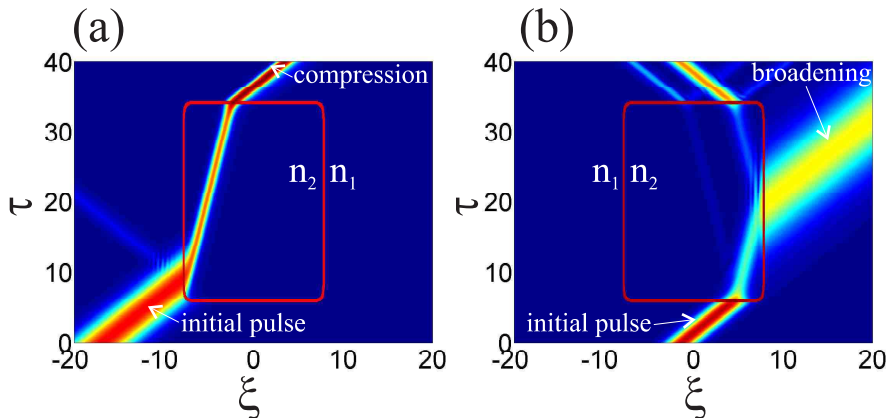 (a)
40
30
20
10
0
τ
compression
n₂ n₁
initial pulse
-20 -10 0 10 20
ξ
(b)
40
30
20
10
0
τ
broadening
n₁ n₂
initial pulse
-20 -10 0 10 20
ξ